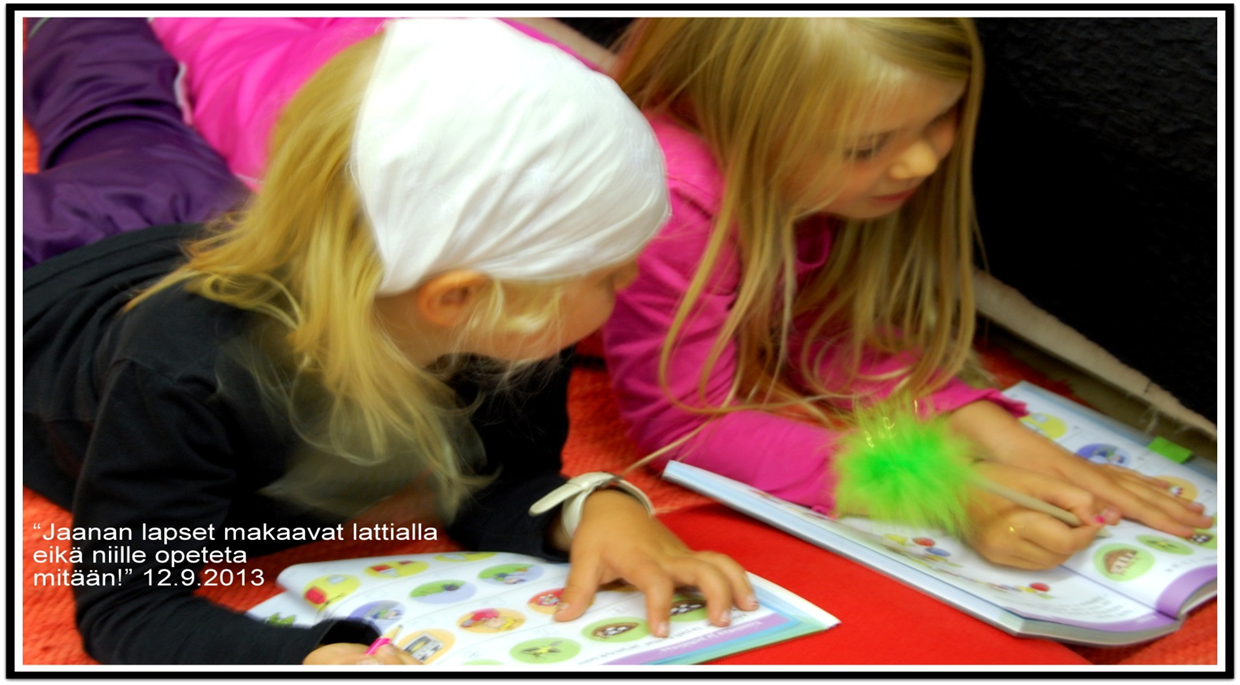 “Jaanan lapset makaavat lattialla
eikä niille opeteta
mitään!” 12.9.2013